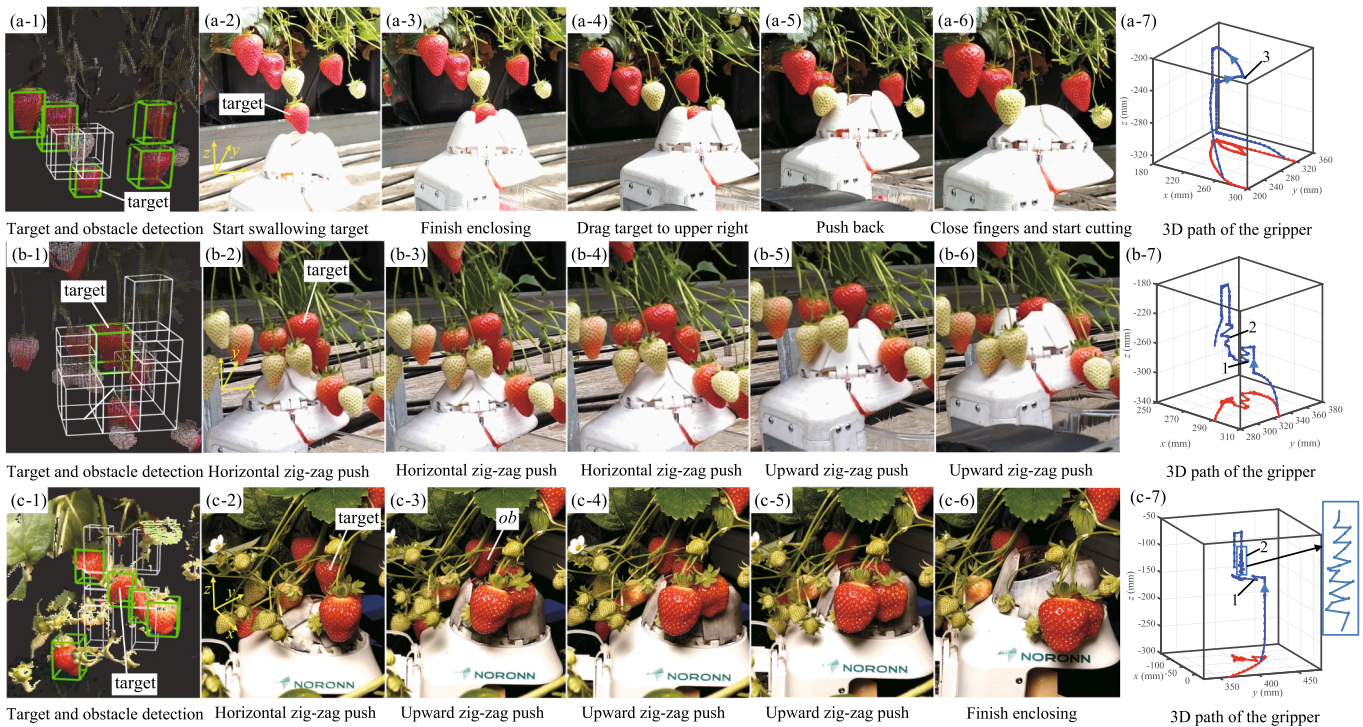 (a-1)
target
(a-2)
target
z
y
x
(a-3)
(a-4)
(a-5)
(a-6)
(a-7)
3
-200
-240
-280
-320
z (mm)
180
220
260
300
x (mm)
200
240
280
320
360
y (mm)
Target and obstacle detection
Start swallowing target
Finish enclosing
Drag target to upper right
Push back
Close fingers and start cutting
3D path of the gripper
(b-1)
target
(b-2)
target
y
x
(b-3)
(b-4)
(b-5)
(b-6)
(b-7)
2
1
-180
-220
-260
-300
-340
z (mm)
250
270
290
310
x (mm)
280
300
320
340
360
380
y (mm)
Target and obstacle detection
Horizontal zig-zag push
Horizontal zig-zag push
Horizontal zig-zag push
Upward zig-zag push
Upward zig-zag push
3D path of the gripper
(c-1)
target
(c-2)
target
z
y
x
NORONN
(c-3)
ob
NORONN
(c-4)
NORONN
(c-5)
NORONN
(c-6)
NORONN
(c-7)
2
1
-50
-100
-150
-200
-250
-300
z (mm)
-100
-50
0
x (mm)
350
400
450
y (mm)
Target and obstacle detection
Horizontal zig-zag push
Upward zig-zag push
Upward zig-zag push
Upward zig-zag push
Finish enclosing
3D path of the gripper